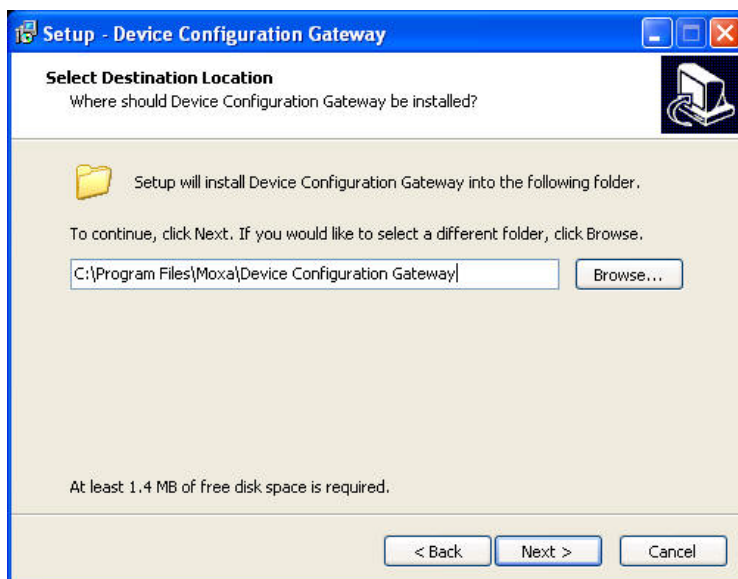 Setup - Device Configuration Gateway
Select Destination Location
Where should Device Configuration Gateway be installed?
Setup will install Device Configuration Gateway into the following folder.
To continue, click Next. If you would like to select a different folder, click Browse.
C:\Program Files\Moxa\Device Configuration Gateway
Browse...
At least 1.4 MB of free disk space is required.
< Back
Next >
Cancel